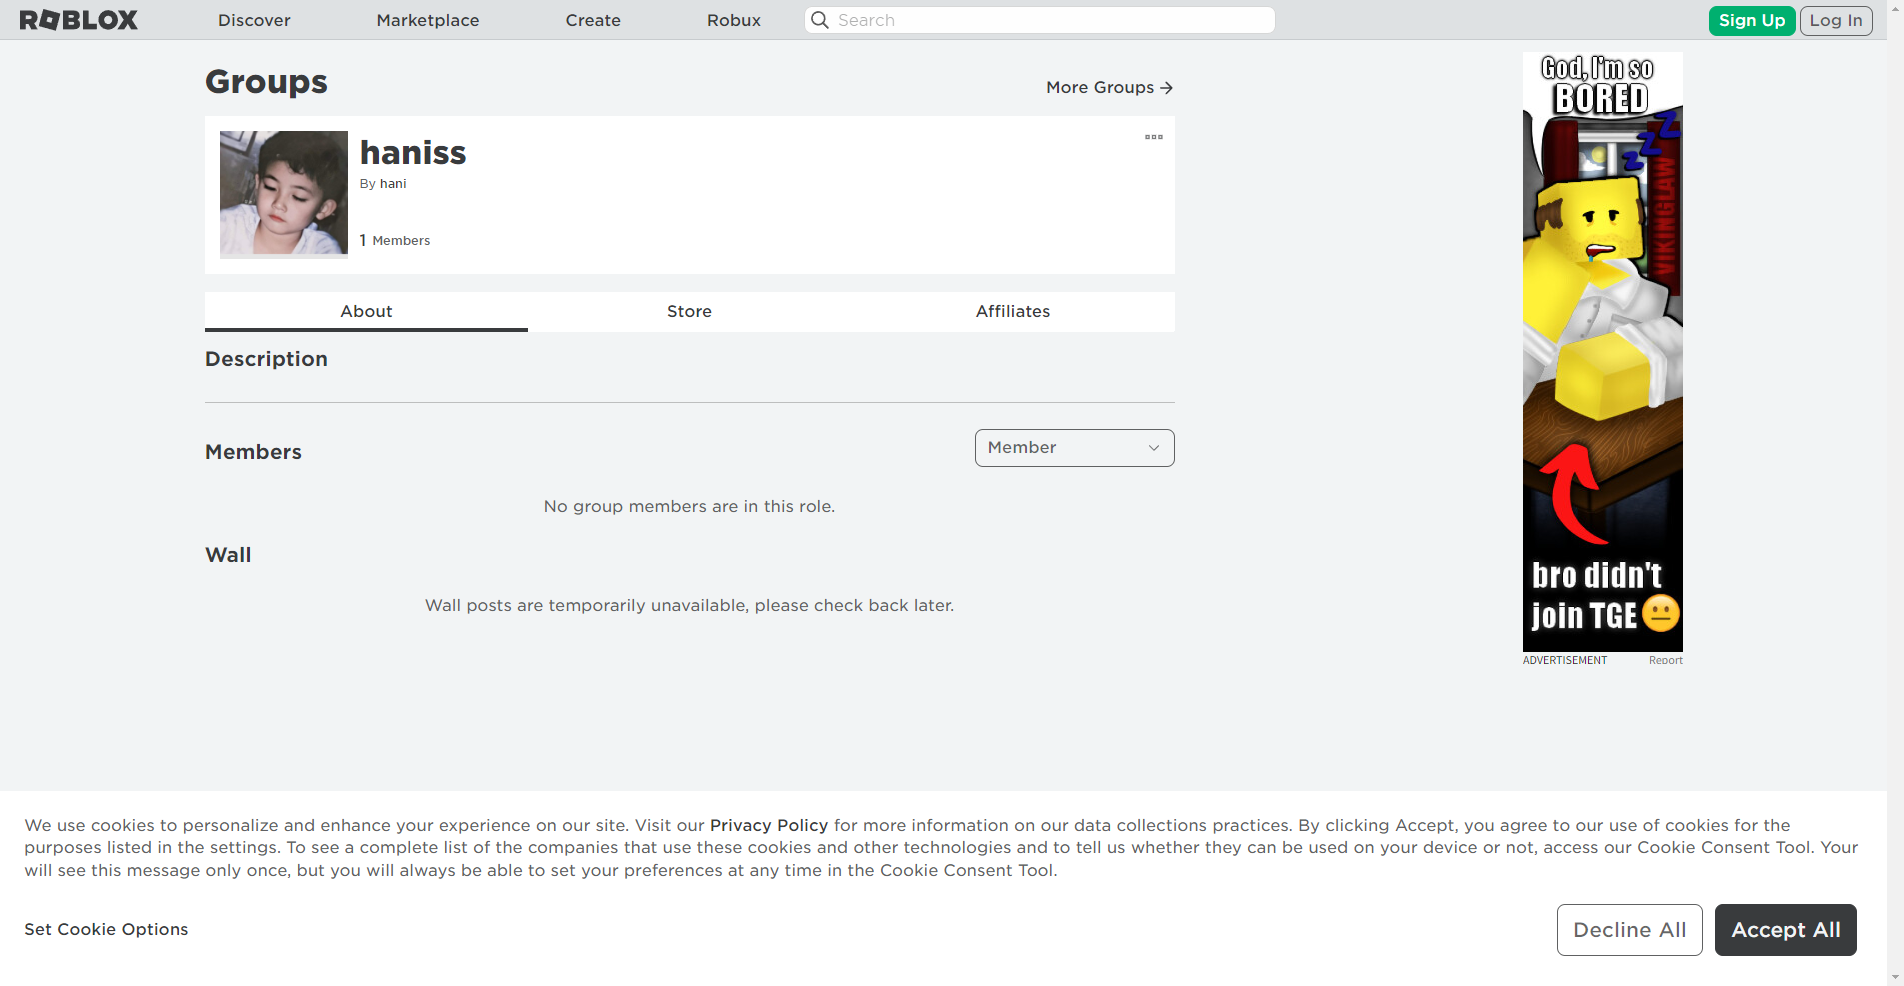 ROBLOX
Discover
Marketplace
Create
Robux
Search
Sign Up
Log In
Groups
More Groups
haniss
By hani
1 Members
About
Store
Affiliates
Description
Members
Member
No group members are in this role.
Wall
Wall posts are temporarily unavailable, please check back later.
God, I'm so
BORED
zzZ
VIKINGLAW
bro didn't
join TGE
ADVERTISEMENT
Report
We use cookies to personalize and enhance your experience on our site. Visit our Privacy Policy for more information on our data collections practices. By clicking Accept, you agree to our use of cookies for the
purposes listed in the settings. To see a complete list of the companies that use these cookies and other technologies and to tell us whether they can be used on your device or not, access our Cookie Consent Tool. Your
will see this message only once, but you will always be able to set your preferences at any time in the Cookie Consent Tool.
Set Cookie Options
Decline All
Accept All